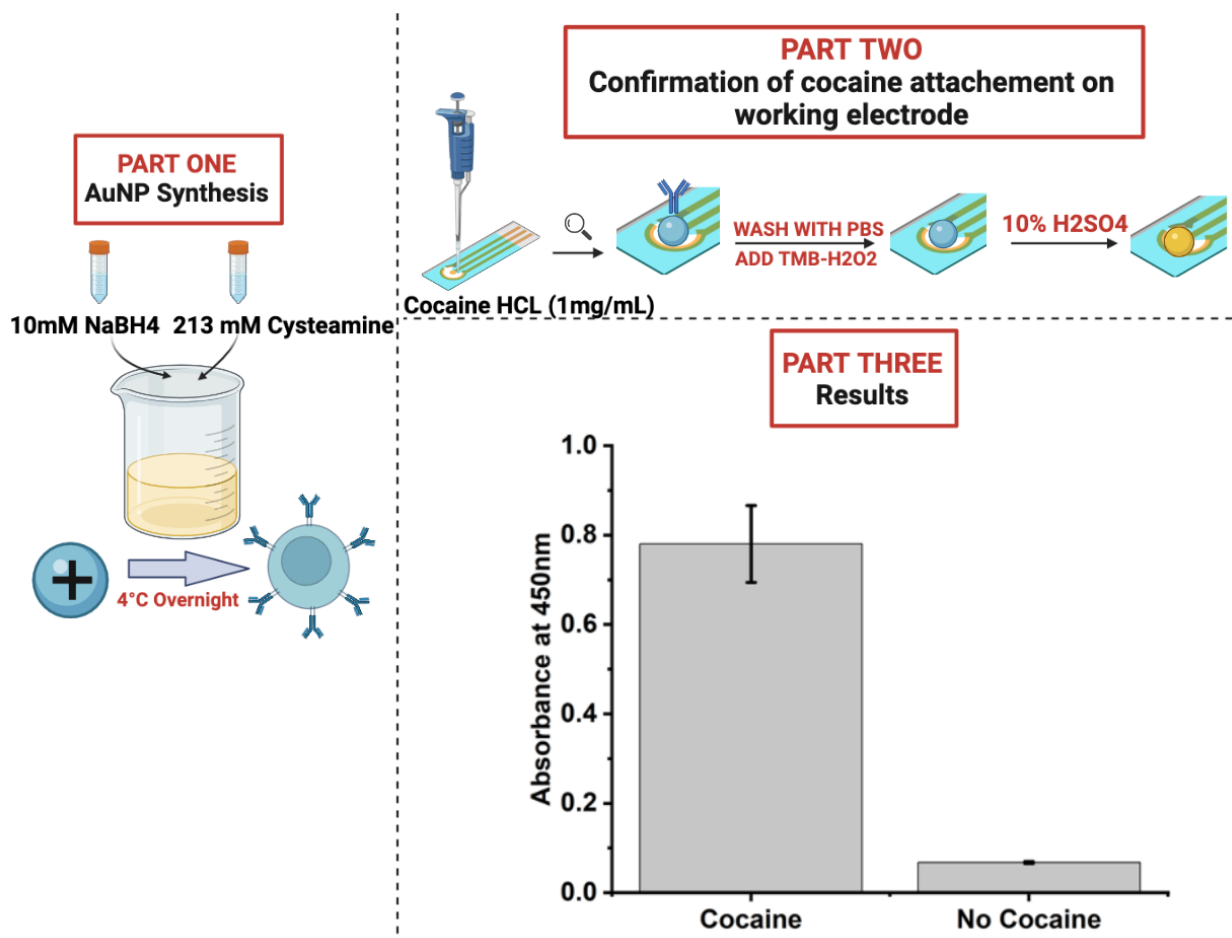 PART ONE
AuNP Synthesis
10mM NaBH4
213 mM Cysteamine
+
4°C Overnight
PART TWO
Confirmation of cocaine attachement on
working electrode
Cocaine HCL (1mg/mL)
WASH WITH PBS
ADD TMB-H2O2
10% H2SO4
PART THREE
Results
Absorbance at 450nm
1.0
0.8
0.6
0.4
0.2
0.0
Cocaine
No Cocaine